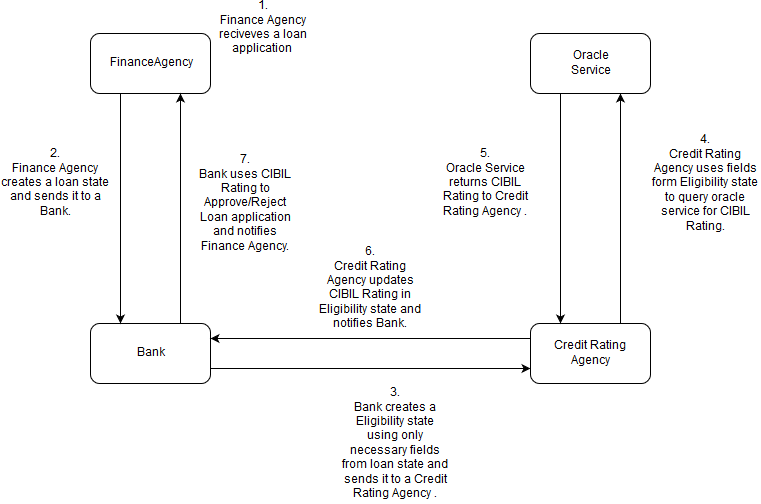 1.
Finance Agency
reciveves a loan
application
FinanceAgency
Oracle
Service
2.
Finance Agency
creates a loan state
and sends it to a
Bank.
7.
Bank uses CIBIL
Rating to
Approve/Reject
Loan application
and notifies
Finance Agency.
5.
Oracle Service
returns CIBIL
Rating to Credit
Rating Agency .
4.
Credit Rating
Agency uses fields
form Eligibility state
to query oracle
service for CIBIL
Rating.
6.
Credit Rating
Agency updates
CIBIL Rating in
Eligibility state and
notifies Bank.
Bank
Credit Rating
Agency
3.
Bank creates a
Eligibility state
using only
necessary fields
from loan state and
sends it to a Credit
Rating Agency .